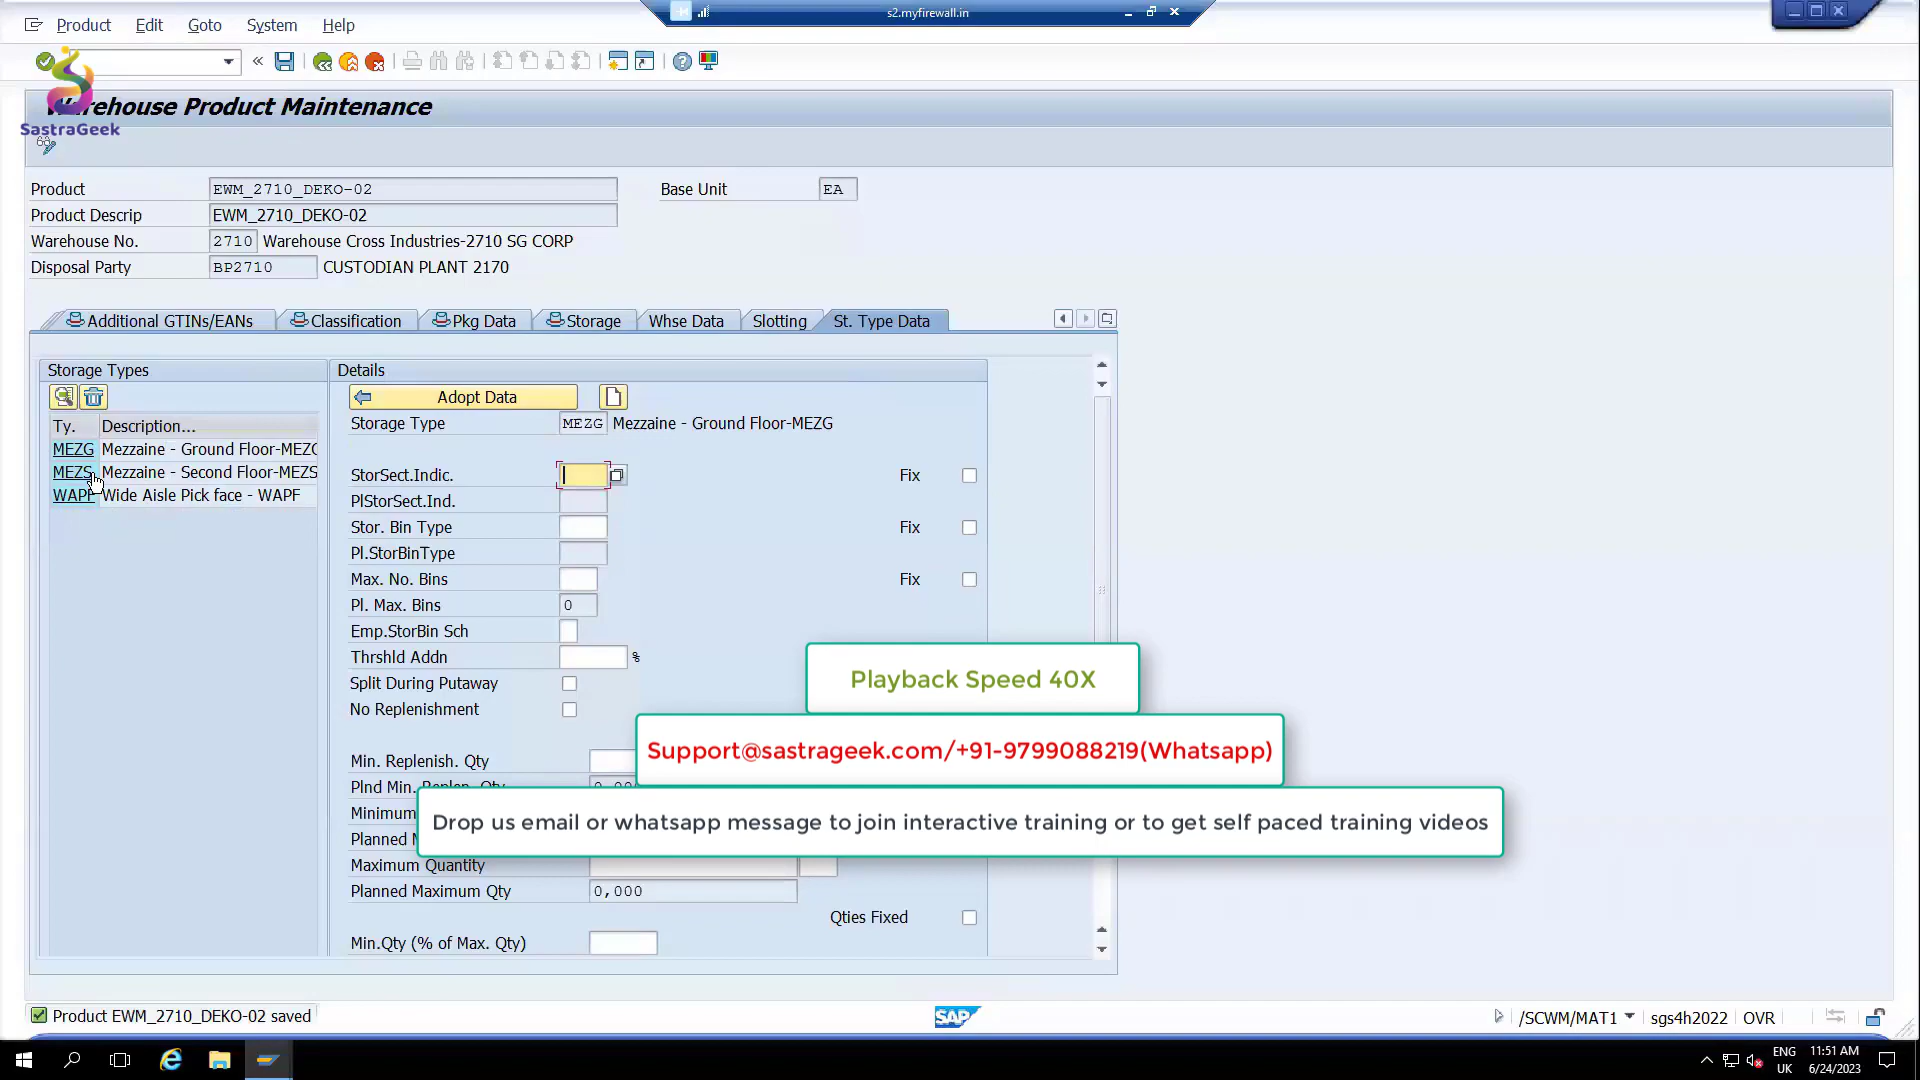 s2.myfirewall.in
Product Edit Goto System Help
Warehouse Product Maintenance
SastraGeek
Product EWM_2710_DEKO-02 Base Unit EA
Product Descrip EWM_2710_DEKO-02
Warehouse No. 2710 Warehouse Cross Industries-2710 SG CORP
Disposal Party BP2710 CUSTODIAN PLANT 2170
Additional GTINs/EANs Classification Pkg Data Storage Whse Data Slotting St. Type Data
Storage Types Details
Adopt Data
Ty. Description...
Storage Type MEZG Mezzaine - Ground Floor-MEZG
MEZG Mezzaine - Ground Floor-MEZG
MEZS Mezzaine - Second Floor-MEZS
StorSect.Indic. Fix
WAPF Wide Aisle Pick face - WAPF
PlStorSect.Ind.
Stor. Bin Type Fix
Pl.StorBinType
Max. No. Bins Fix
Pl. Max. Bins 0
Emp.StorBin Sch
Thrshld Addn %
Split During Putaway
No Replenishment
Playback Speed 40X
Support@sastrageek.com/+91-9799088219(Whatsapp)
Min. Replenish. Qty
Plnd Min. Replen. Qty
Minimum
Drop us email or whatsapp message to join interactive training or to get self paced training videos
Planned
Maximum Quantity
Planned Maximum Qty 0,000
Qties Fixed
Min.Qty (% of Max. Qty)
Product EWM_2710_DEKO-02 saved
SAP
/SCWM/MAT1 sgs4h2022 OVR
ENG
UK
11:51 AM
6/24/2023